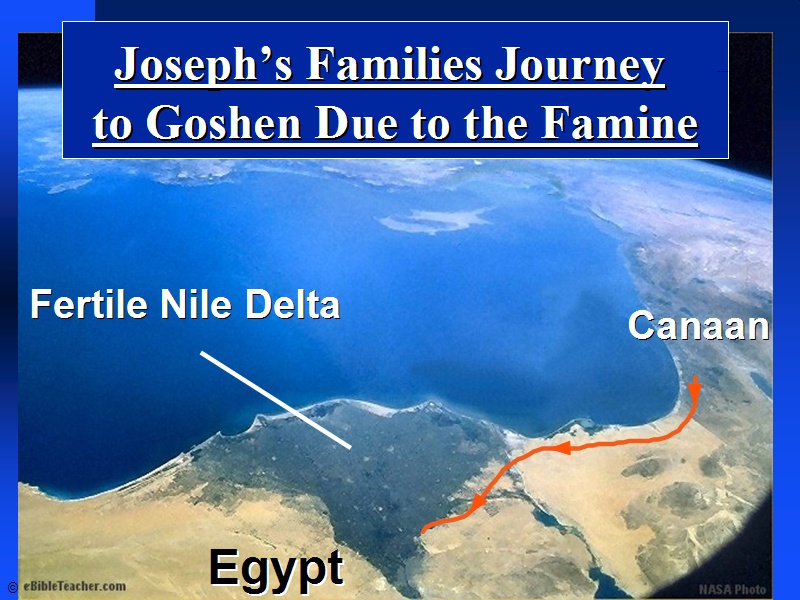 Joseph’s Families Journey
to Goshen Due to the Famine
Fertile Nile Delta
Canaan
Egypt
© eBibleTeacher.com
NASA Photo